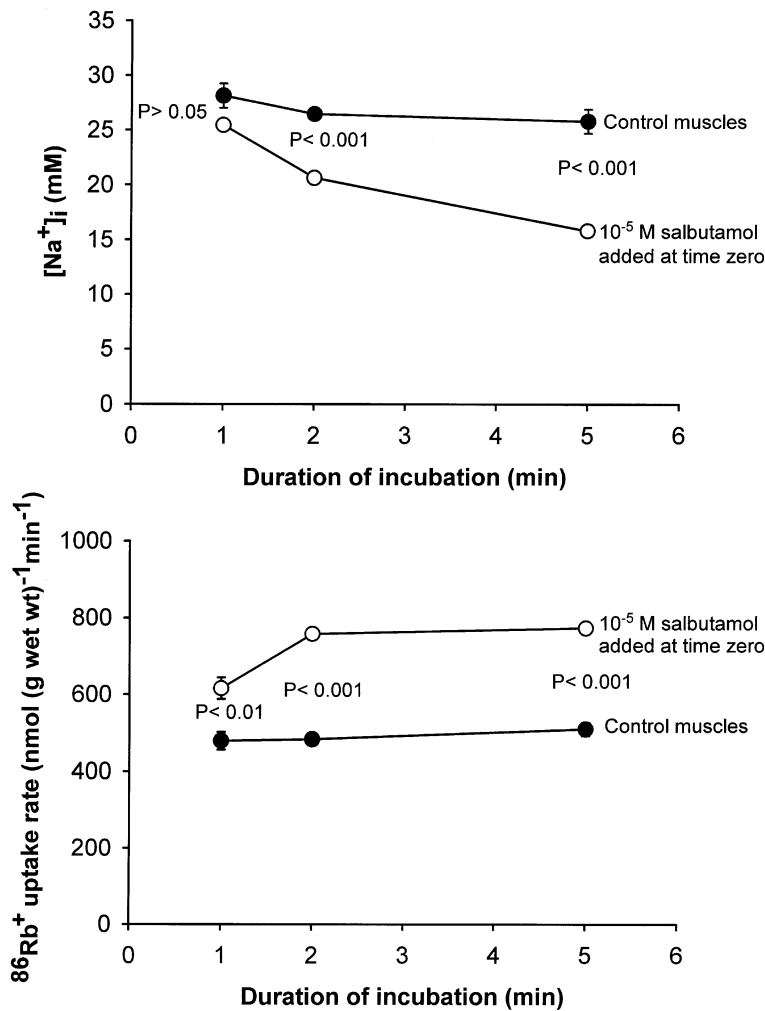 35
30
25
20
15
10
5
0
[Na+]i (mM)
P> 0.05
P< 0.001
P< 0.001
Control muscles
10-5 M salbutamol
added at time zero
0 1 2 3 4 5 6
Duration of incubation (min)
1000
800
600
400
200
0
86Rb+ uptake rate (nmol (g wet wt)-1min-1)
10-5 M salbutamol
added at time zero
P< 0.01
P< 0.001
P< 0.001
Control muscles
0 1 2 3 4 5 6
Duration of incubation (min)